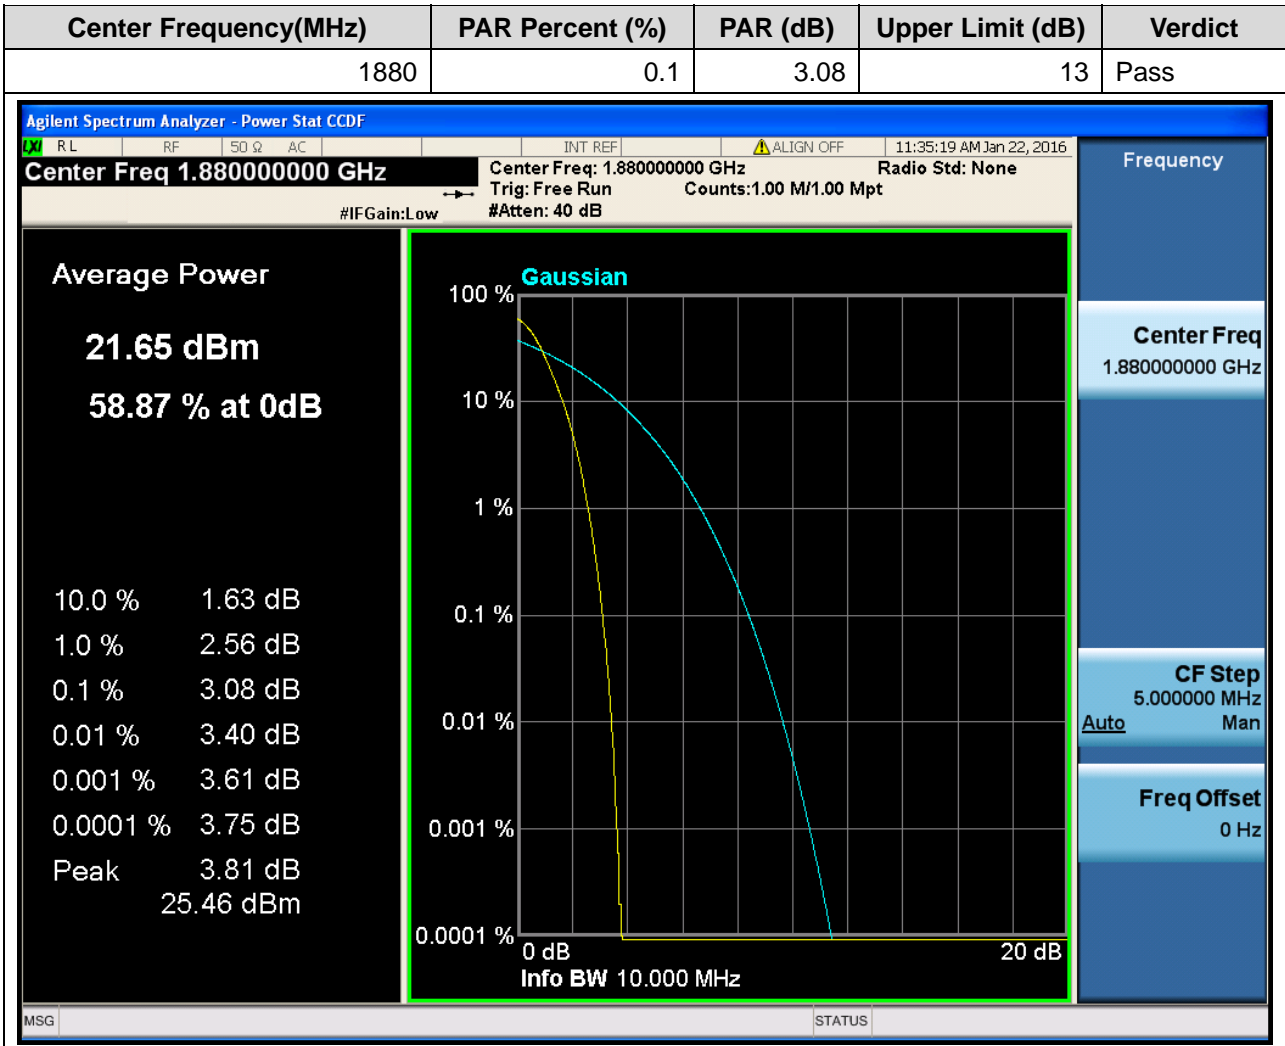 Center Frequency(MHz) PAR Percent (%) PAR (dB) Upper Limit (dB) Verdict
1880 0.1 3.08 13 Pass
Agilent Spectrum Analyzer - Power Stat CCDF
LXI RL RF 50 Ω AC INT REF ALIGN OFF 11:35:19 AM Jan 22, 2016
Center Freq 1.880000000 GHz
Center Freq: 1.880000000 GHz Radio Std: None
Trig: Free Run Counts:1.00 M/1.00 Mpt
#IFGain:Low #Atten: 40 dB
Frequency
Average Power
21.65 dBm
58.87 % at 0dB
10.0 % 1.63 dB
1.0 % 2.56 dB
0.1 % 3.08 dB
0.01 % 3.40 dB
0.001 % 3.61 dB
0.0001 % 3.75 dB
Peak 3.81 dB
25.46 dBm
Gaussian
100 %
10 %
1 %
0.1 %
0.01 %
0.001 %
0.0001 %
0 dB 20 dB
Info BW 10.000 MHz
Center Freq
1.880000000 GHz
CF Step
5.000000 MHz
Auto Man
Freq Offset
0 Hz
MSG STATUS